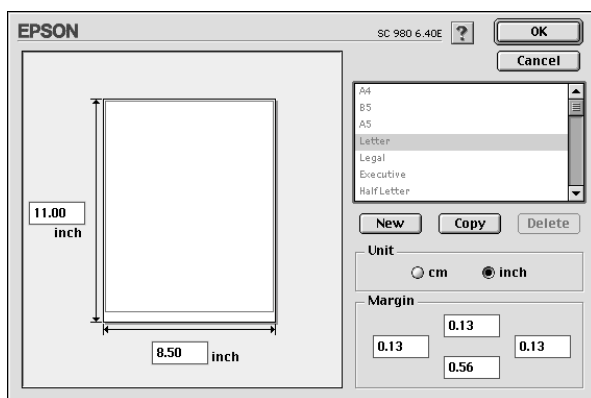 EPSON
SC 980 6.40E
?
OK
Cancel
A4
B5
A5
Letter
Legal
Executive
HalfLetter
11.00
inch
8.50 inch
New Copy Delete
Unit
cm inch
Margin
0.13
0.13 0.13
0.56